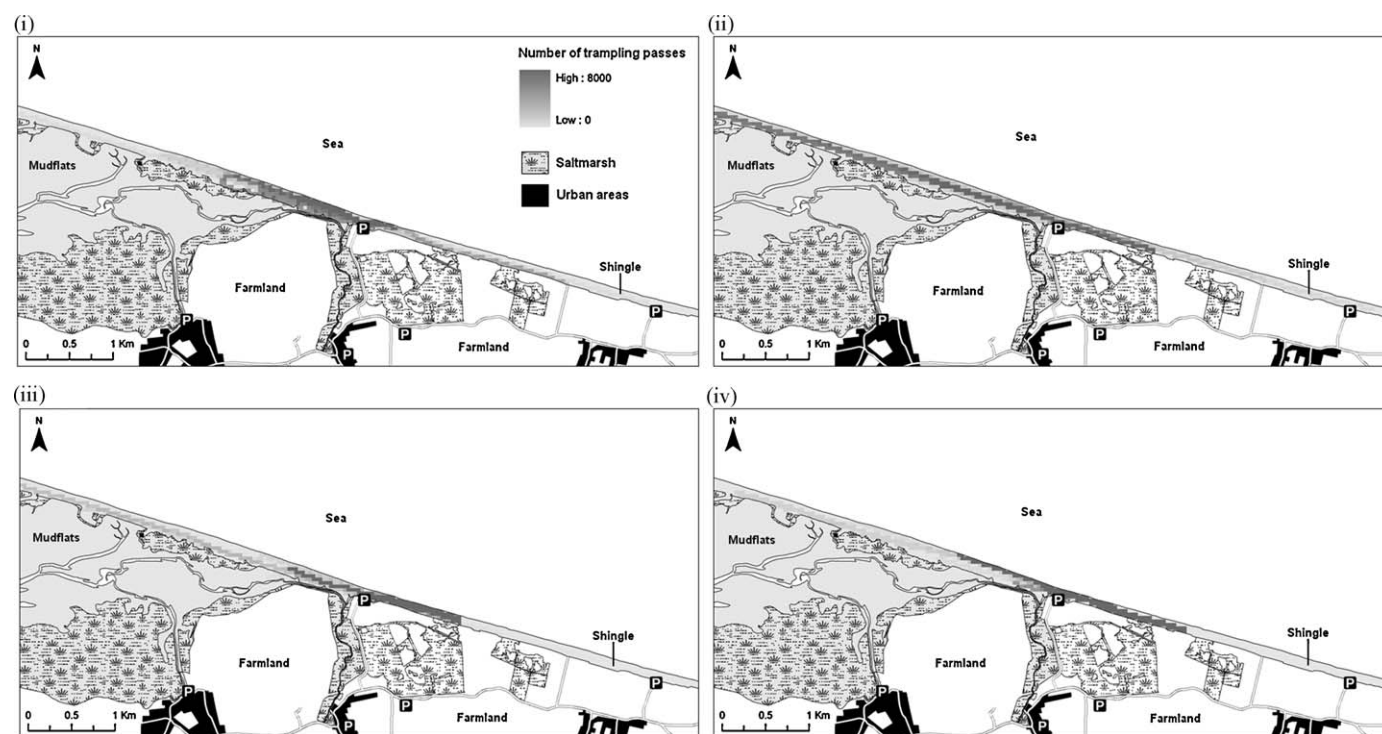 (i)
N
Number of trampling passes
High : 8000
Low : 0
Sea
Mudflats
Saltmarsh
Urban areas
P
Shingle
Farmland
P
P
P
P
Farmland
0 0.5 1 Km
(ii)
N
Sea
Mudflats
P
Shingle
Farmland
P
P
P
P
Farmland
0 0.5 1 Km
(iii)
N
Sea
Mudflats
P
Shingle
Farmland
P
P
P
Farmland
P
0 0.5 1 Km
(iv)
N
Sea
Mudflats
P
Shingle
Farmland
P
P
P
Farmland
P
0 0.5 1 Km